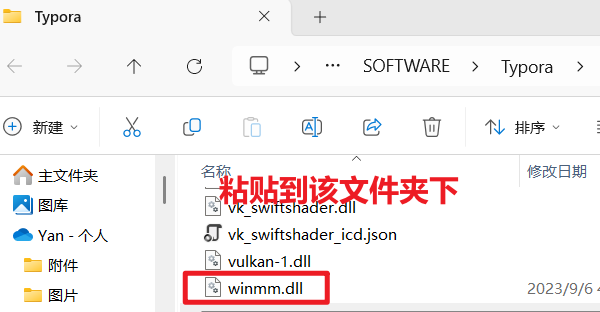 Typora
SOFTWARE
Typora
新建
排序
名称
修改日期
粘贴到该文件夹下
主文件夹
图库
Yan - 个人
附件
图片
vk_swiftshader.dll
vk_swiftshader_icd.json
vulkan-1.dll
winmm.dll
2023/9/6 4